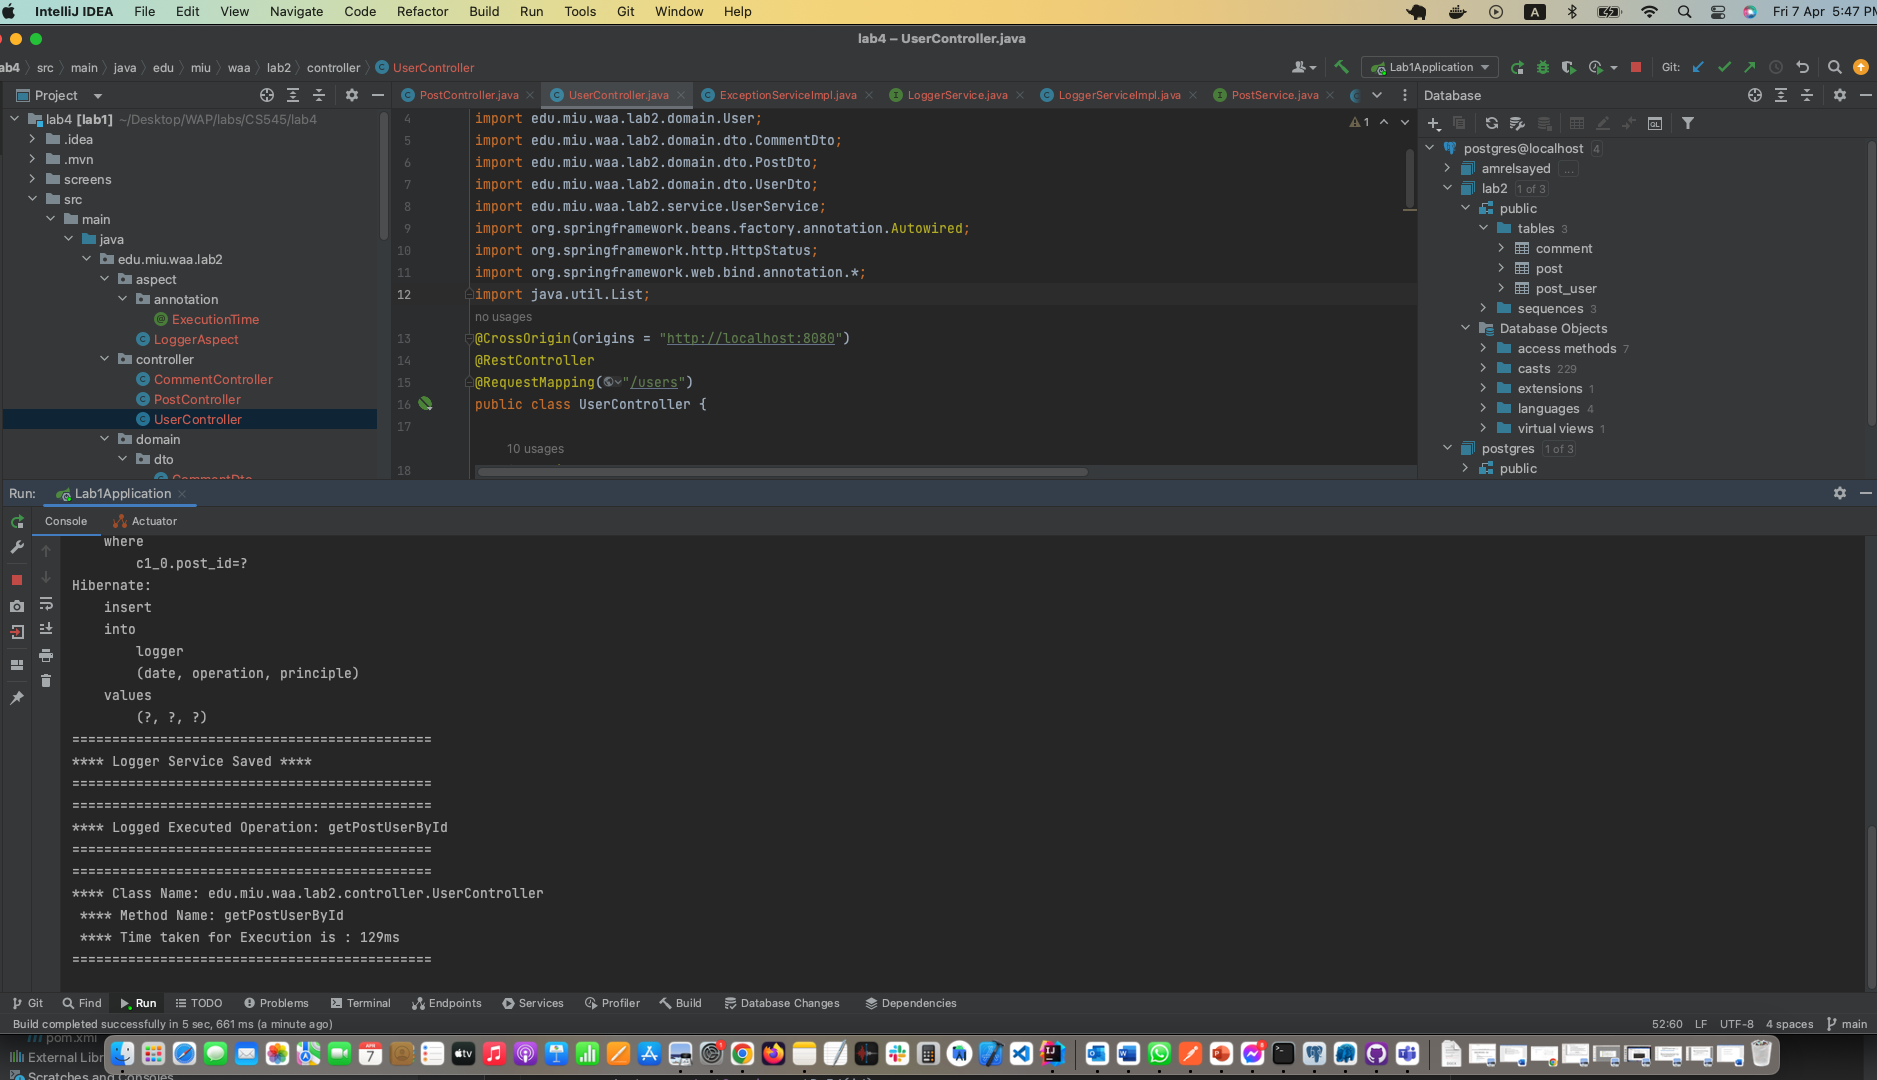 IntelliJ IDEA File Edit View Navigate Code Refactor Build Run Tools Git Window Help A Fri 7 Apr 5:47 PM
lab4 – UserController.java
ab4 src main java edu miu waa lab2 controller UserController Lab1Application Git:
Project PostController.java UserController.java ExceptionServiceImpl.java LoggerService.java LoggerServiceImpl.java PostService.java Database
lab4 [lab1] ~/Desktop/WAP/labs/CS545/lab4
.idea
.mvn
screens
src
main
java
edu.miu.waa.lab2
aspect
annotation
ExecutionTime
LoggerAspect
controller
CommentController
PostController
UserController
domain
dto
CommentDto
4 import edu.miu.waa.lab2.domain.User;
5 import edu.miu.waa.lab2.domain.dto.CommentDto;
6 import edu.miu.waa.lab2.domain.dto.PostDto;
7 import edu.miu.waa.lab2.domain.dto.UserDto;
8 import edu.miu.waa.lab2.service.UserService;
9 import org.springframework.beans.factory.annotation.Autowired;
10 import org.springframework.http.HttpStatus;
11 import org.springframework.web.bind.annotation.*;
12 import java.util.List;
no usages
13 @CrossOrigin(origins = "http://localhost:8080")
14 @RestController
15 @RequestMapping("/users")
16 public class UserController {
17
10 usages
18
1
postgres@localhost 4
amrelsayed ...
lab2 1 of 3
public
tables 3
comment
post
post_user
sequences 3
Database Objects
access methods 7
casts 229
extensions 1
languages 4
virtual views 1
postgres 1 of 3
public
Run: Lab1Application
Console Actuator
where
c1_0.post_id=?
Hibernate:
insert
into
logger
(date, operation, principle)
values
(?, ?, ?)
=============================================
**** Logger Service Saved ****
=============================================
=============================================
**** Logged Executed Operation: getPostUserById
=============================================
=============================================
**** Class Name: edu.miu.waa.lab2.controller.UserController
**** Method Name: getPostUserById
**** Time taken for Execution is : 129ms
=============================================
Git Find Run TODO Problems Terminal Endpoints Services Profiler Build Database Changes Dependencies
Build completed successfully in 5 sec, 661 ms (a minute ago) 52:60 LF UTF-8 4 spaces main
pom.xml
External Libr
Scratches and Consoles